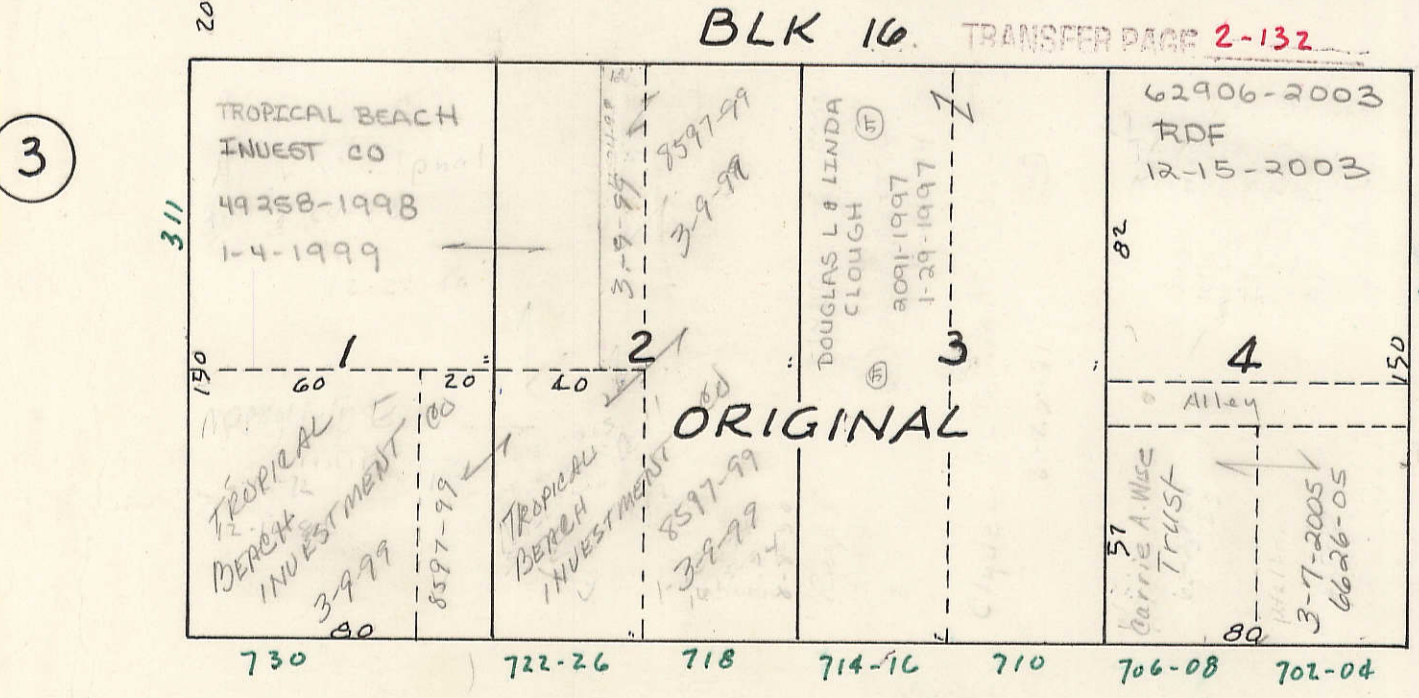 20
BLK 16
TRANSFER PAGE 2-132
3
TROPICAL BEACH
INVEST CO
49258-1998
1-4-1999
311
3-9-99
8597-99
3-9-99
DOUGLAS L & LINDA
CLOUGH
2091-1997
1-29-1997
62906-2003
RDF
12-15-2003
82
1
2
3
4
150
60
20
"
40
"
"
150
Alley
ORIGINAL
TROPICAL
BEACH
INVESTMENT CO
3-9-99
8597-99
TROPICAL
BEACH
INVESTMENT CO
8597-99
3-9-99
57
Carrie A. Wise
Trust
3-7-2005
6626-05
80
"
"
80
730
722-26
718
714-16
710
706-08
702-04